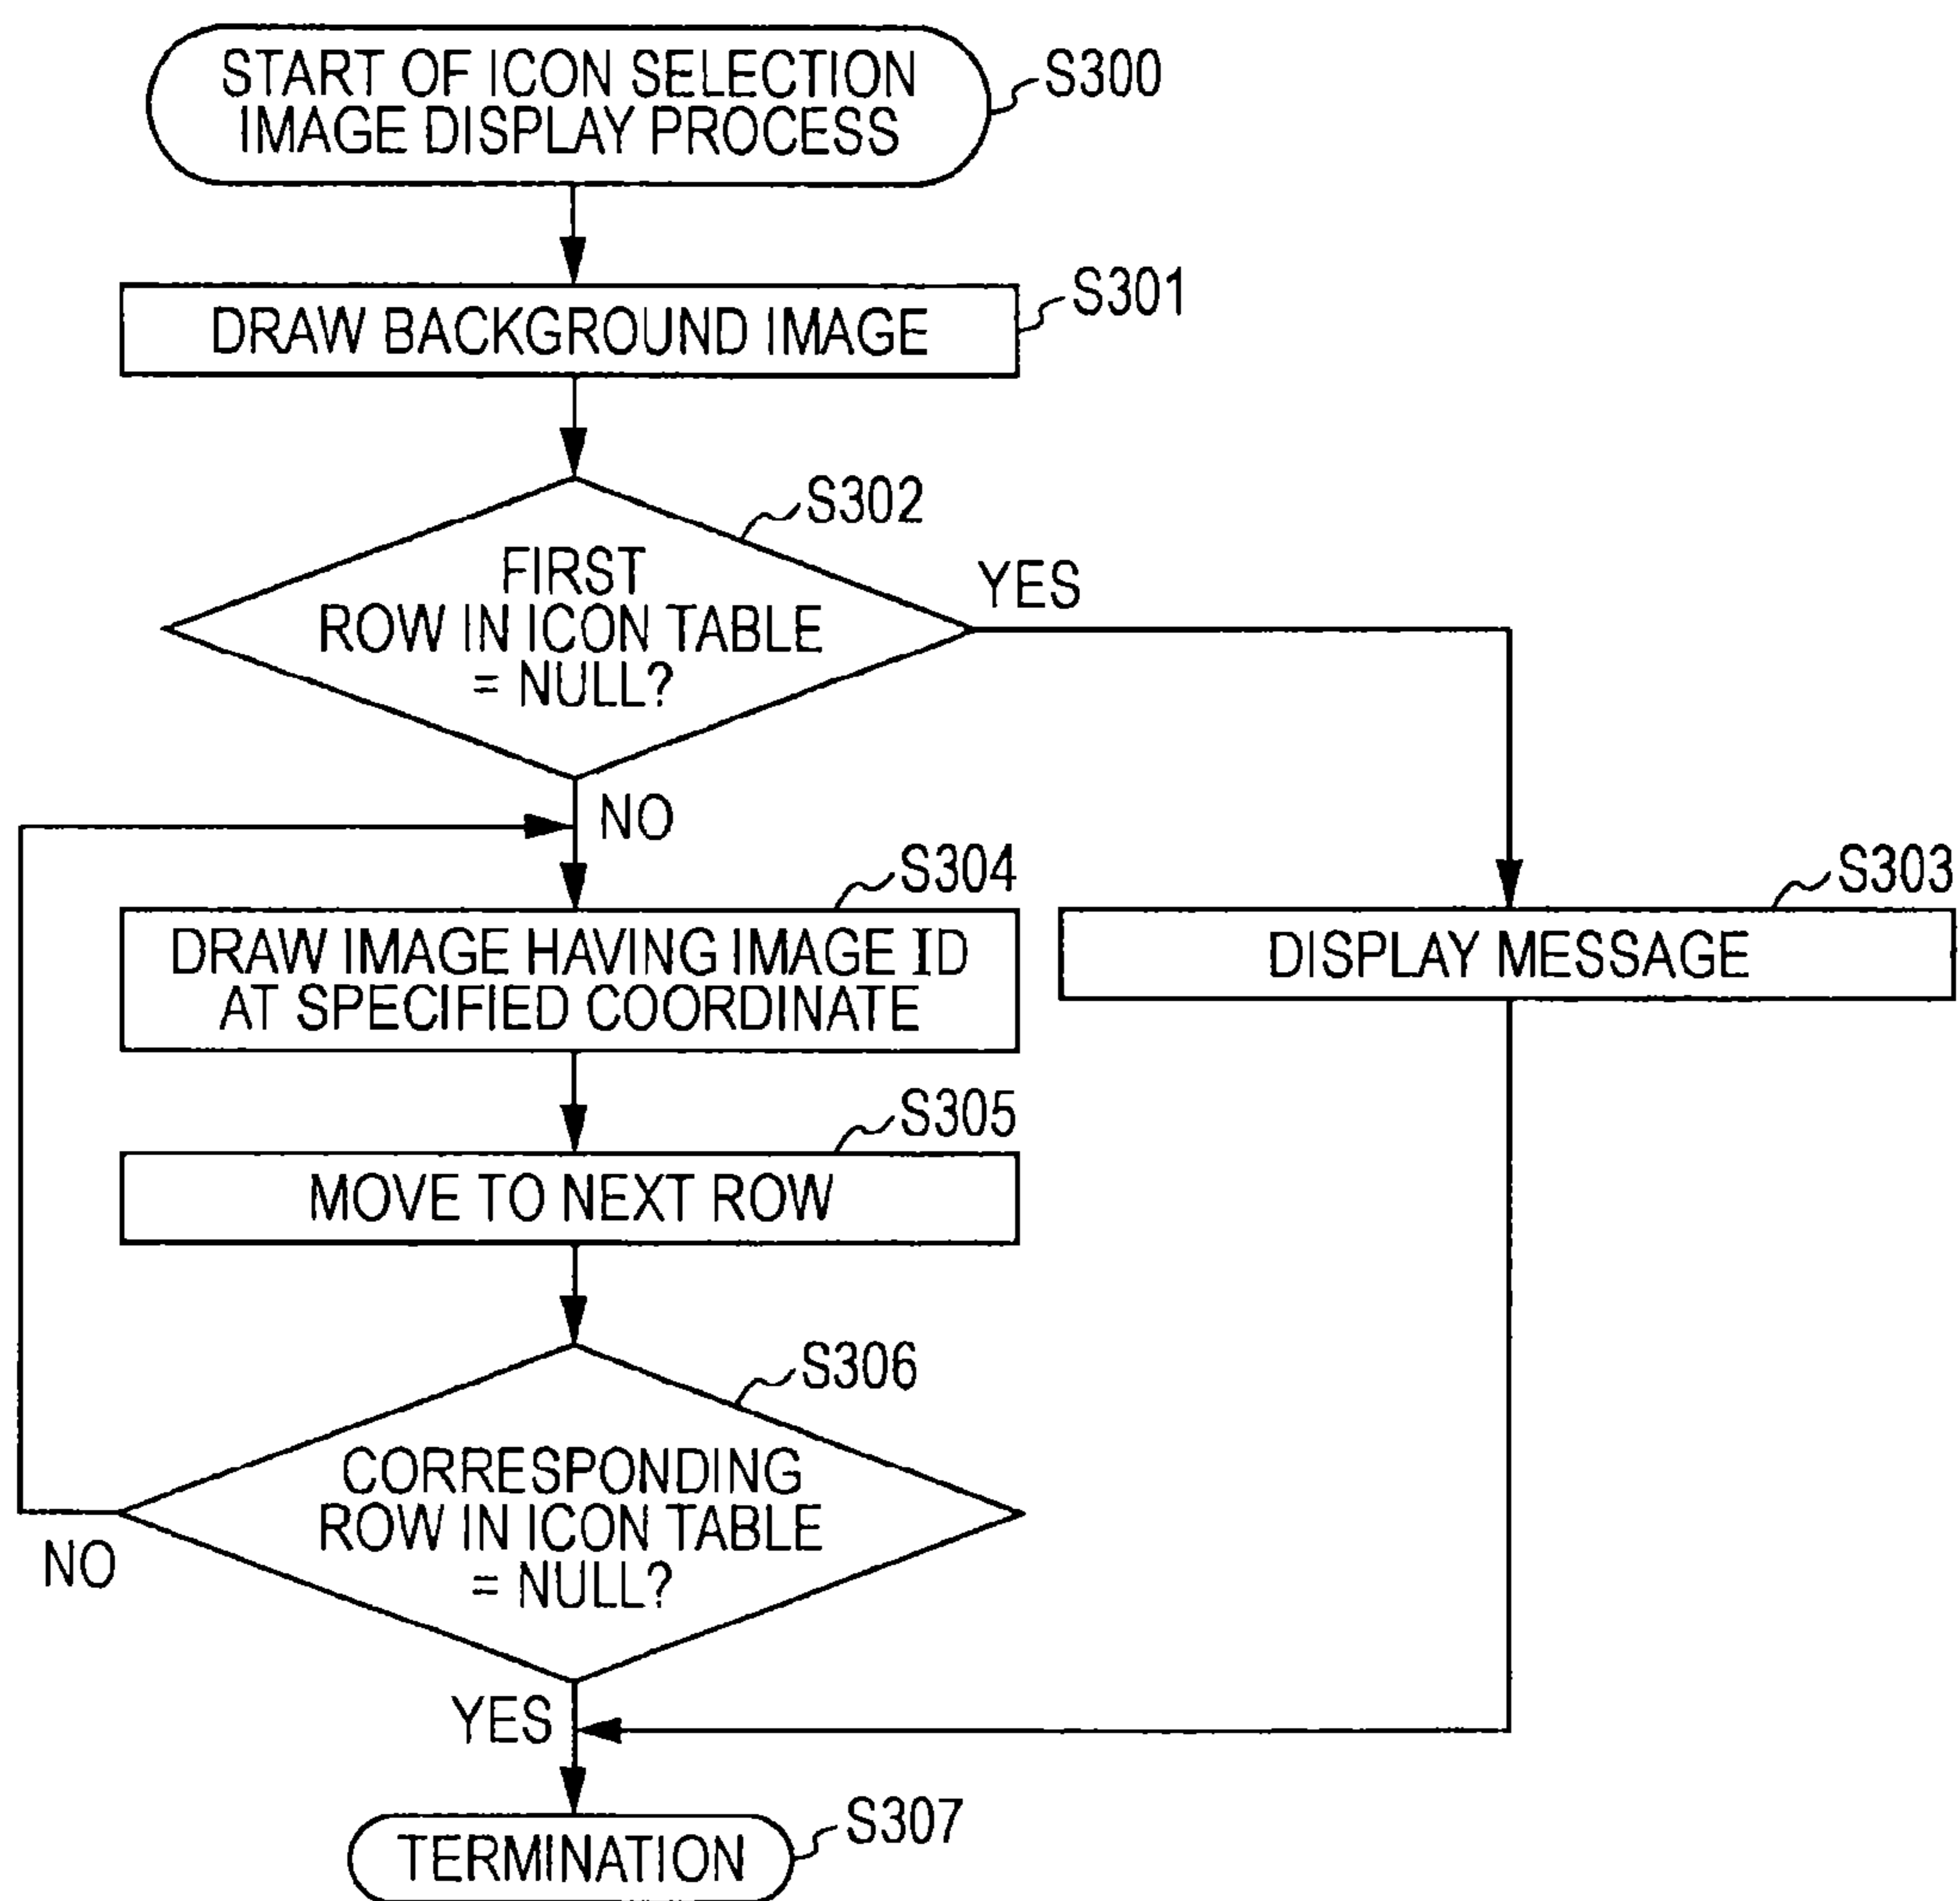 START OF ICON SELECTION
IMAGE DISPLAY PROCESS
S300
DRAW BACKGROUND IMAGE
S301
S302
FIRST
ROW IN ICON TABLE
= NULL?
YES
NO
S304
DRAW IMAGE HAVING IMAGE ID
AT SPECIFIED COORDINATE
S303
DISPLAY MESSAGE
S305
MOVE TO NEXT ROW
S306
CORRESPONDING
ROW IN ICON TABLE
= NULL?
NO
YES
TERMINATION
S307